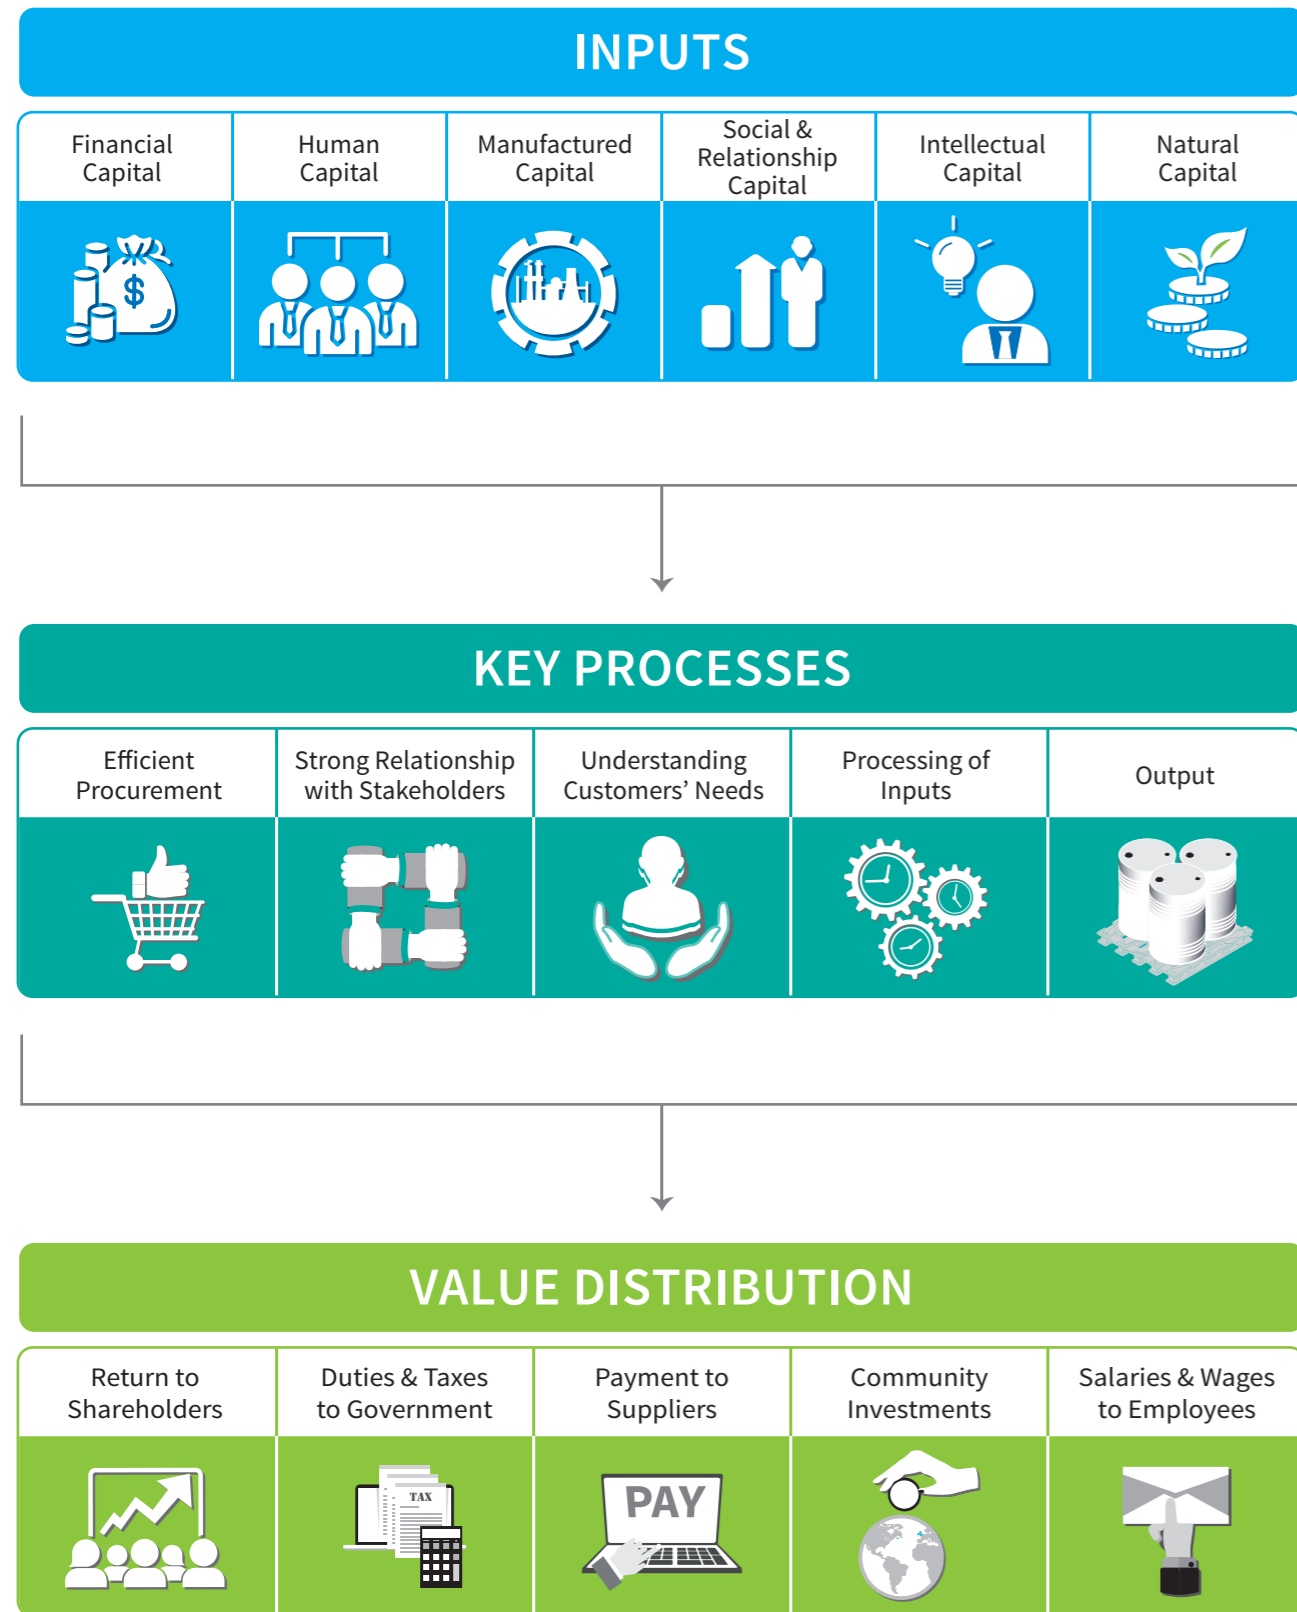 INPUTS
Financial
Capital
Human
Capital
Manufactured
Capital
Social &
Relationship
Capital
Intellectual
Capital
Natural
Capital
$
KEY PROCESSES
Efficient
Procurement
Strong Relationship
with Stakeholders
Understanding
Customers’ Needs
Processing of
Inputs
Output
VALUE DISTRIBUTION
Return to
Shareholders
Duties & Taxes
to Government
Payment to
Suppliers
Community
Investments
Salaries & Wages
to Employees
TAX
PAY